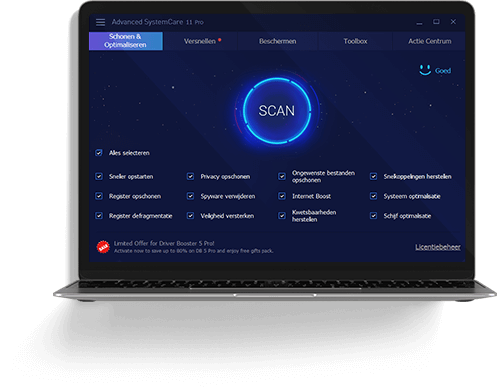 Advanced SystemCare 11 Pro
Schonen &
Optimaliseren
Versnellen
Beschermen
Toolbox
Actie Centrum
Goed
SCAN
Alles selecteren
Sneller opstarten
Privacy opschonen
Ongewenste bestanden
opschonen
Snelkoppelingen herstellen
Register opschonen
Spyware verwijderen
Internet Boost
Systeem optimalisatie
Register defragmentatie
Veiligheid versterken
Kwetsbaarheden
herstellen
Schijf optimalisatie
SALE
Limited Offer for Driver Booster 5 Pro!
Activate now to save up to 80% on DB 5 Pro and enjoy free gifts pack.
Licentiebeheer